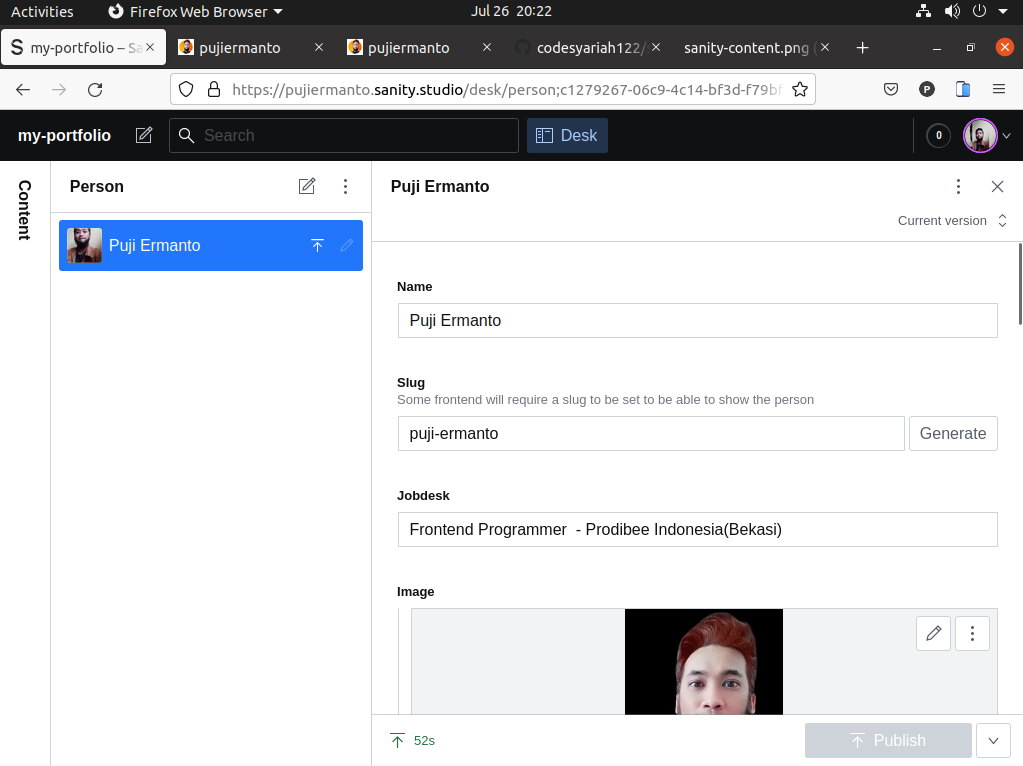 Activities
Firefox Web Browser
Jul 26 20:22
S my-portfolio – Sa
pujiermanto
pujiermanto
codesyariah122/
sanity-content.png (
https://pujiermanto.sanity.studio/desk/person;c1279267-06c9-4c14-bf3d-f79bf
P
my-portfolio
Search
Desk
0
Content
Person
Puji Ermanto
Puji Ermanto
Current version
Name
Puji Ermanto
Slug
Some frontend will require a slug to be set to be able to show the person
puji-ermanto
Generate
Jobdesk
Frontend Programmer  - Prodibee Indonesia(Bekasi)
Image
52s
Publish